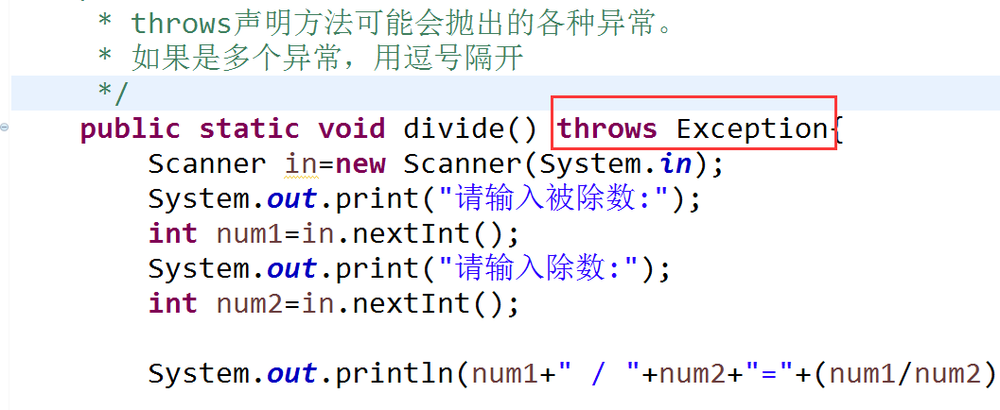 * throws声明方法可能会抛出的各种异常。
* 如果是多个异常，用逗号隔开
*/
public static void divide() throws Exception{
Scanner in=new Scanner(System.in);
System.out.print("请输入被除数:");
int num1=in.nextInt();
System.out.print("请输入除数:");
int num2=in.nextInt();
System.out.println(num1+" / "+num2+"="+(num1/num2)